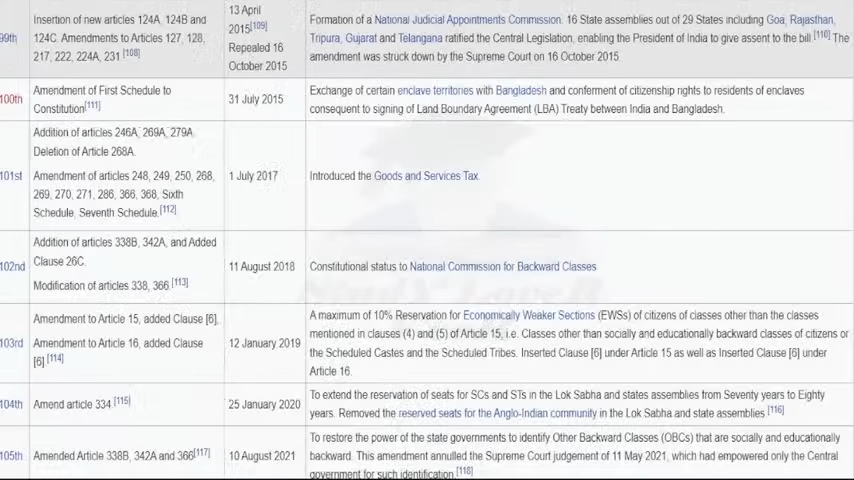 99th
Insertion of new articles 124A, 124B and
124C. Amendments to Articles 127, 128,
217, 222, 224A, 231 [108]
13 April
2015[109]
Repealed 16
October 2015
Formation of a National Judicial Appointments Commission. 16 State assemblies out of 29 States including Goa, Rajasthan,
Tripura, Gujarat and Telangana ratified the Central Legislation, enabling the President of India to give assent to the bill.[110] The
amendment was struck down by the Supreme Court on 16 October 2015.
100th
Amendment of First Schedule to
Constitution[111]
31 July 2015
Exchange of certain enclave territories with Bangladesh and conferment of citizenship rights to residents of enclaves
consequent to signing of Land Boundary Agreement (LBA) Treaty between India and Bangladesh.
101st
Addition of articles 246A, 269A, 279A.
Deletion of Article 268A.
Amendment of articles 248, 249, 250, 268,
269, 270, 271, 286, 366, 368, Sixth
Schedule, Seventh Schedule.[112]
1 July 2017
Introduced the Goods and Services Tax.
102nd
Addition of articles 338B, 342A, and Added
Clause 26C.
Modification of articles 338, 366.[113]
11 August 2018
Constitutional status to National Commission for Backward Classes
103rd
Amendment to Article 15, added Clause [6],
Amendment to Article 16, added Clause
[6].[114]
12 January 2019
A maximum of 10% Reservation for Economically Weaker Sections (EWSs) of citizens of classes other than the classes
mentioned in clauses (4) and (5) of Article 15, i.e. Classes other than socially and educationally backward classes of citizens or
the Scheduled Castes and the Scheduled Tribes. Inserted Clause [6] under Article 15 as well as Inserted Clause [6] under
Article 16.
104th
Amend article 334.[115]
25 January 2020
To extend the reservation of seats for SCs and STs in the Lok Sabha and states assemblies from Seventy years to Eighty
years. Removed the reserved seats for the Anglo-Indian community in the Lok Sabha and state assemblies.[116]
105th
Amended Article 338B, 342A and 366[117]
10 August 2021
To restore the power of the state governments to identify Other Backward Classes (OBCs) that are socially and educationally
backward. This amendment annulled the Supreme Court judgement of 11 May 2021, which had empowered only the Central
government for such identification.[118]